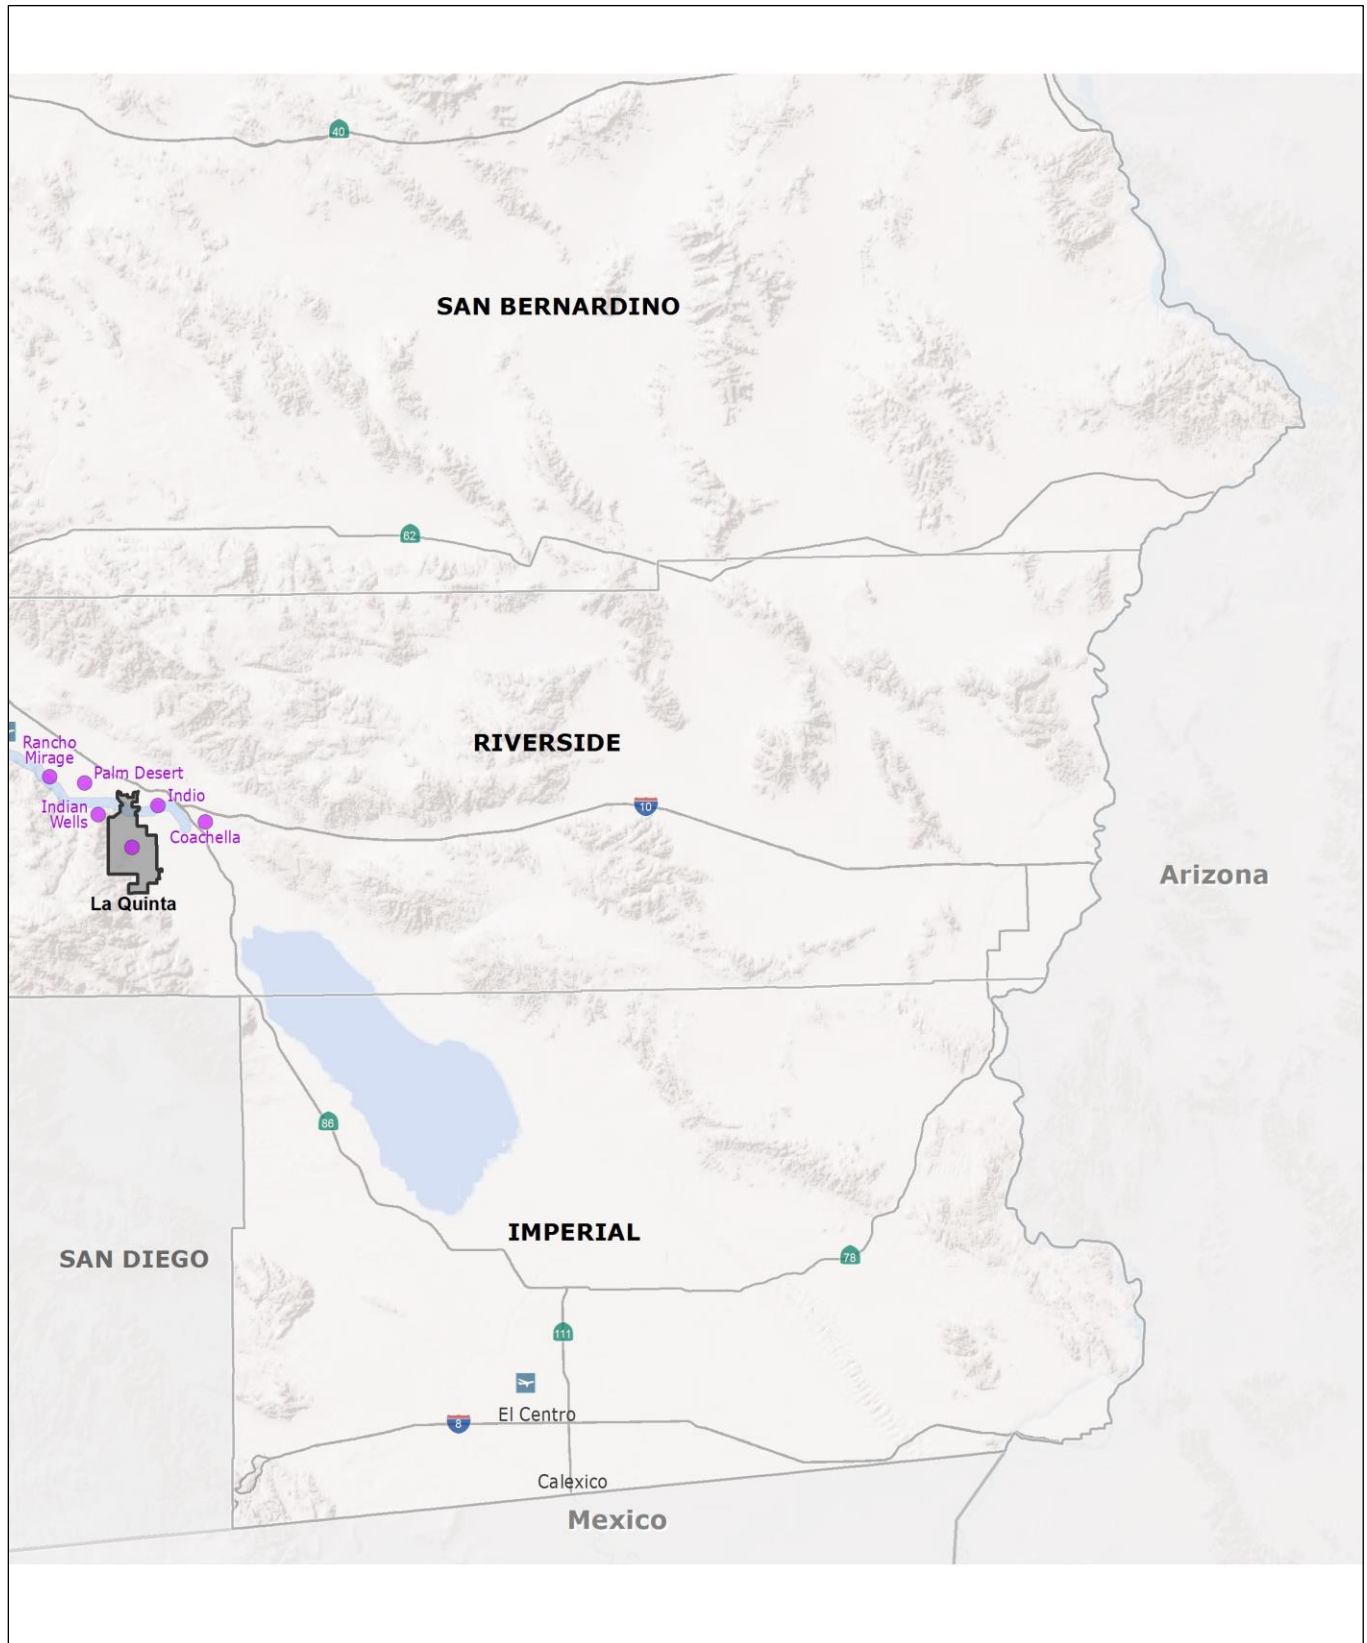 40
SAN BERNARDINO
62
Rancho
Mirage
RIVERSIDE
Palm Desert
Indio
Indian
Wells
10
Coachella
Arizona
La Quinta
86
IMPERIAL
SAN DIEGO
78
111
El Centro
8
Calexico
Mexico